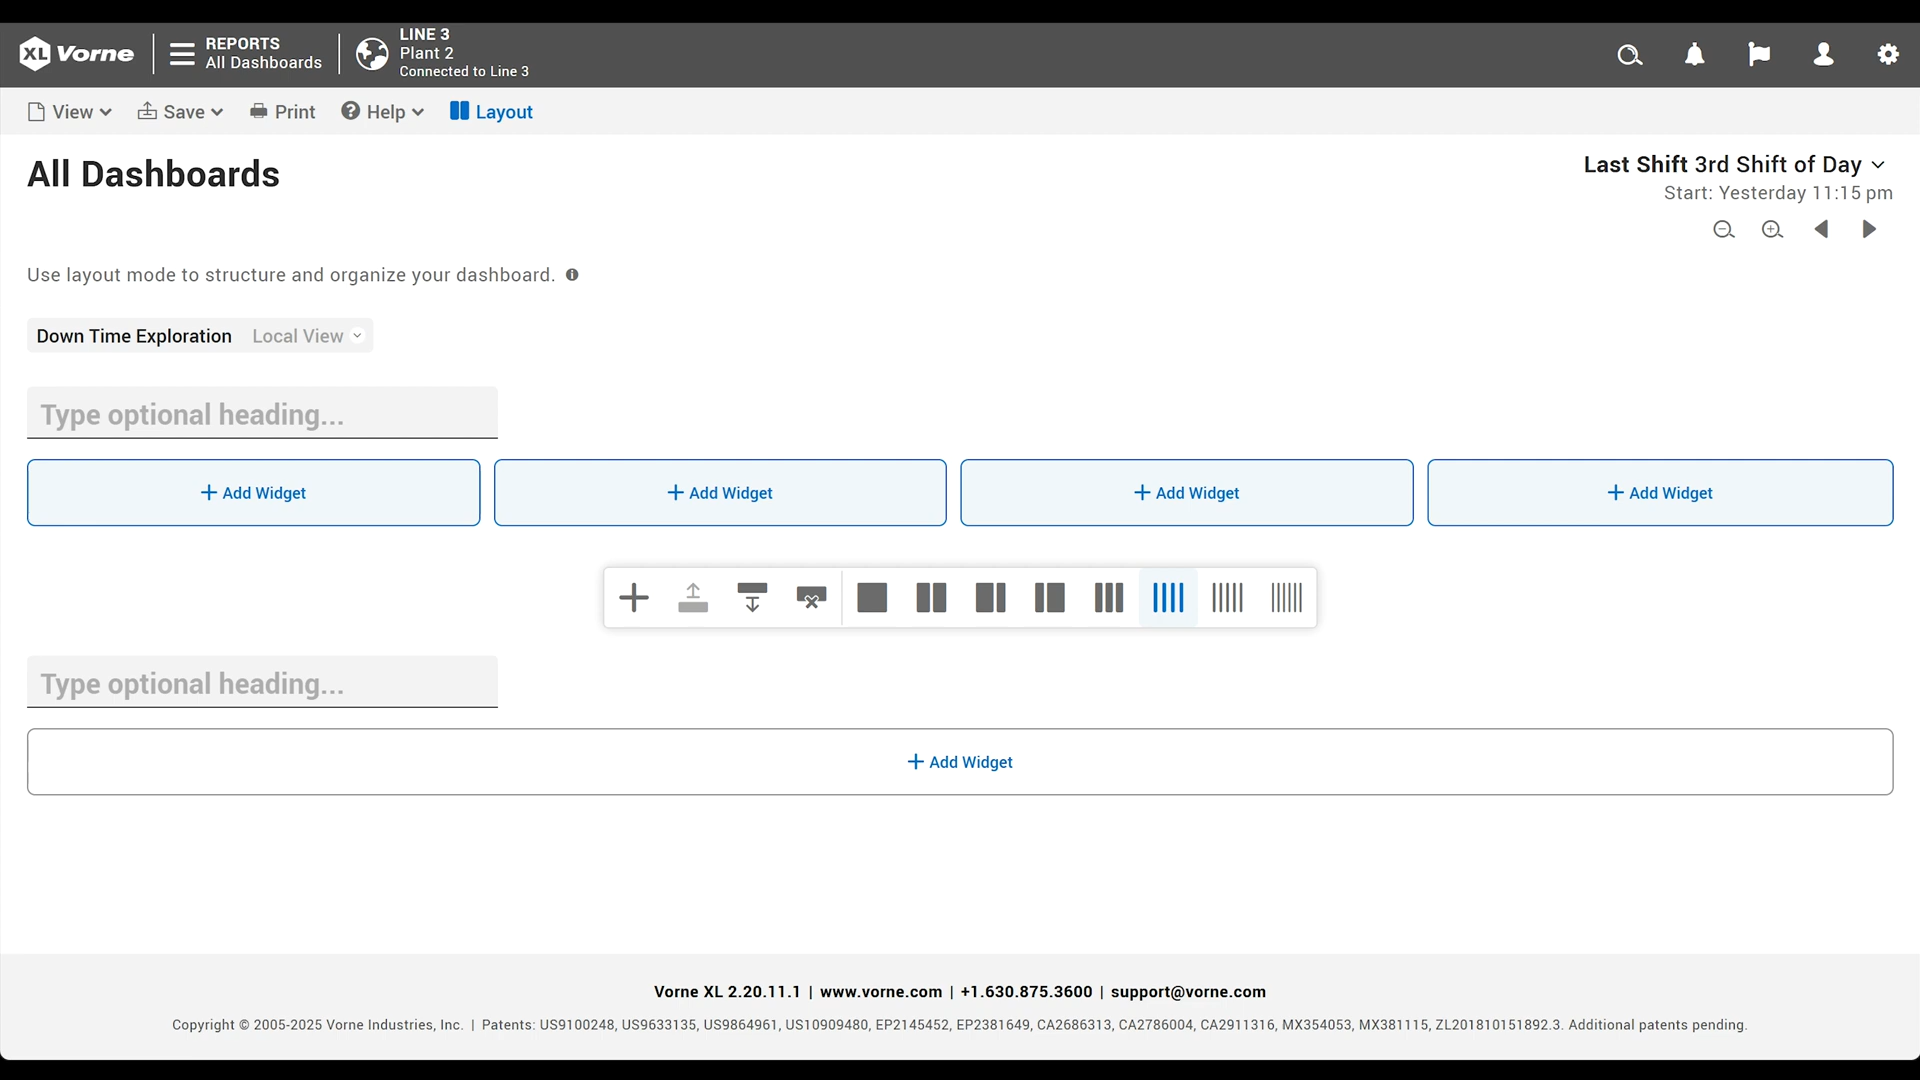 XL Vorne
REPORTS
All Dashboards
LINE 3
Plant 2
Connected to Line 3
View
Save
Print
Help
Layout
All Dashboards
Last Shift 3rd Shift of Day
Start: Yesterday 11:15 pm
Use layout mode to structure and organize your dashboard.
Down Time Exploration Local View
Type optional heading...
+ Add Widget
+ Add Widget
+ Add Widget
+ Add Widget
Type optional heading...
+ Add Widget
Vorne XL 2.20.11.1 | www.vorne.com | +1.630.875.3600 | support@vorne.com
Copyright © 2005-2025 Vorne Industries, Inc. | Patents: US9100248, US9633135, US9864961, US10909480, EP2145452, EP2381649, CA2686313, CA2786004, CA2911316, MX354053, MX381115, ZL201810151892.3. Additional patents pending.